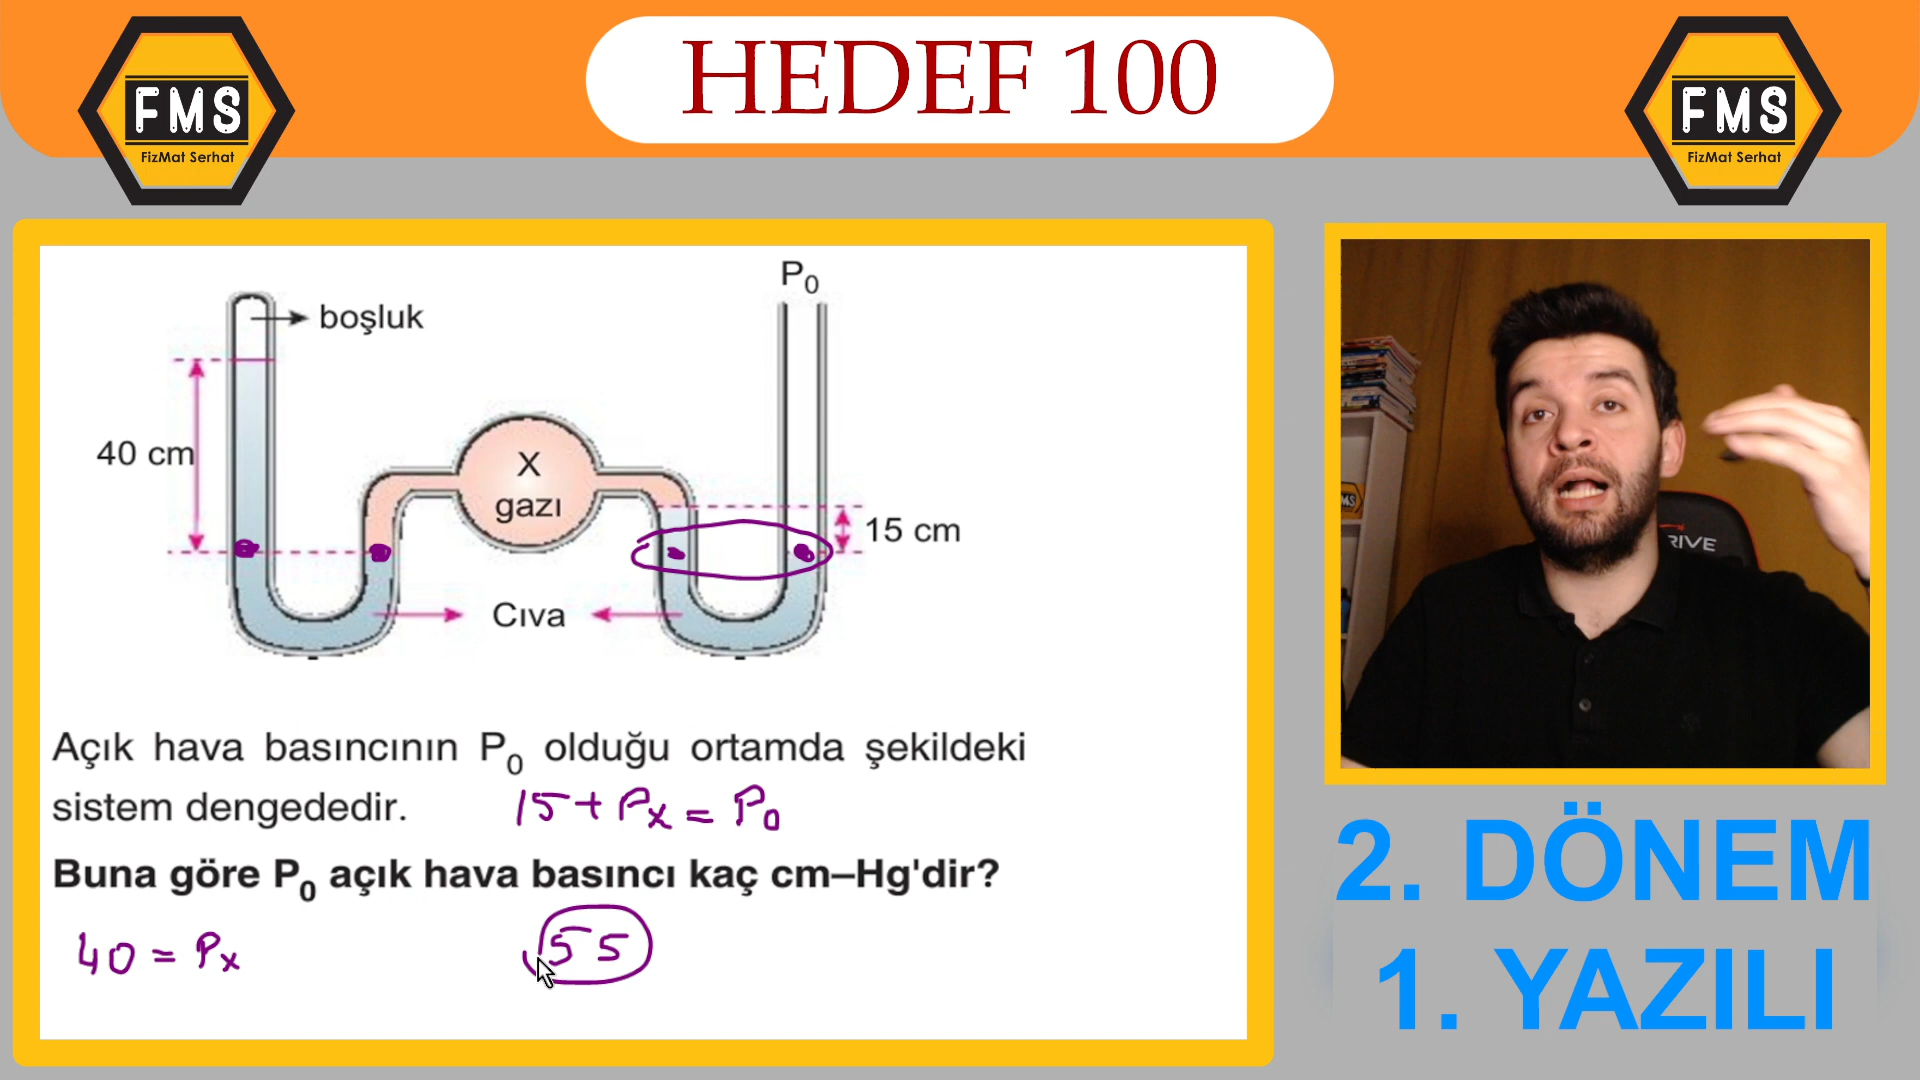 HEDEF 100
FMS
FizMat Serhat
FMS
FizMat Serhat
P0
boşluk
40 cm
X
gazı
15 cm
Cıva
Açık hava basıncının P0 olduğu ortamda şekildeki
sistem dengededir.
15 + Px = P0
Buna göre P0 açık hava basıncı kaç cm–Hg'dir?
40 = Px
55
RIVE
MS
2. DÖNEM
1. YAZILI